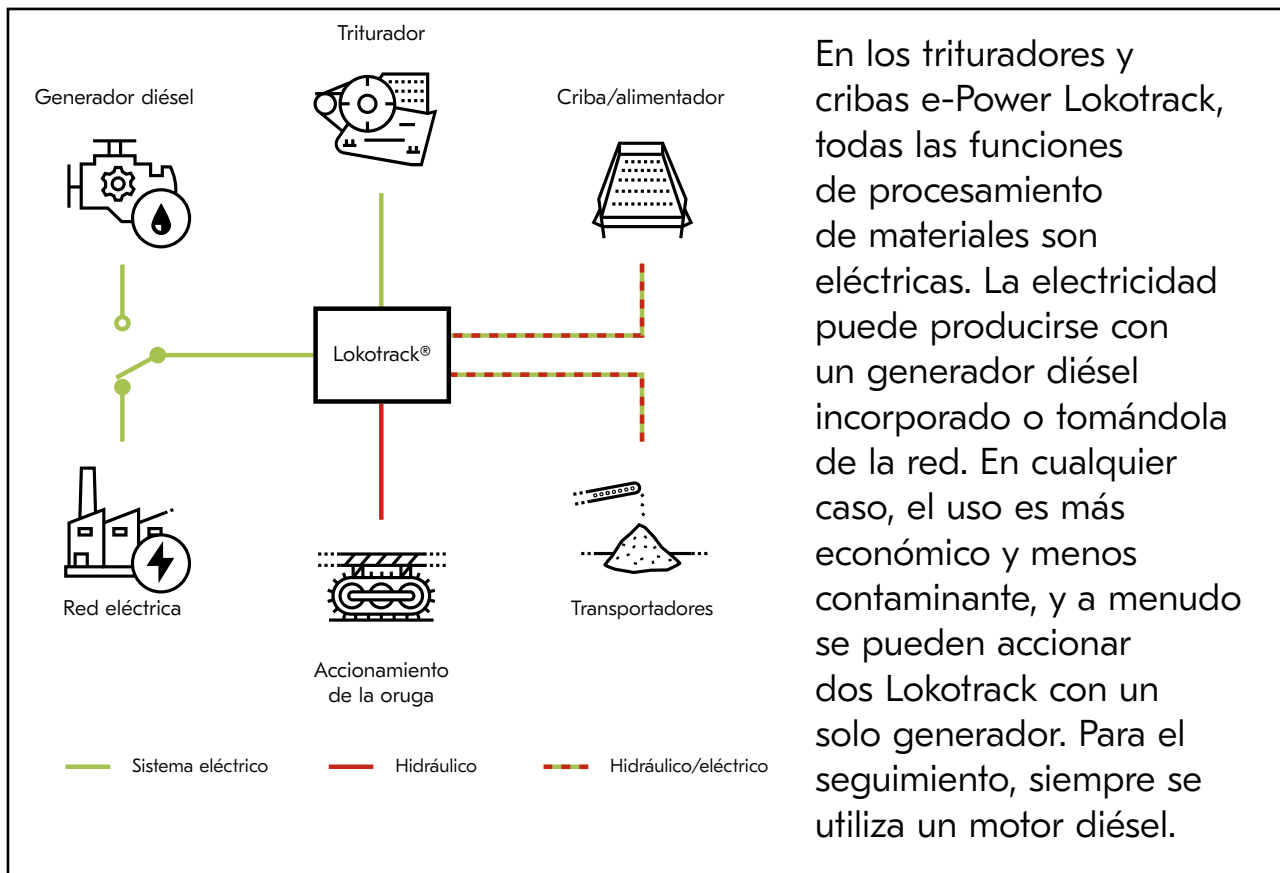 Triturador
Generador diésel
Criba/alimentador
Lokotrack®
Red eléctrica
Transportadores
Accionamiento
de la oruga
Sistema eléctrico
Hidráulico
Hidráulico/eléctrico
En los trituradores y
cribas e-Power Lokotrack,
todas las funciones
de procesamiento
de materiales son
eléctricas. La electricidad
puede producirse con
un generador diésel
incorporado o tomándola
de la red. En cualquier
caso, el uso es más
económico y menos
contaminante, y a menudo
se pueden accionar
dos Lokotrack con un
solo generador. Para el
seguimiento, siempre se
utiliza un motor diésel.